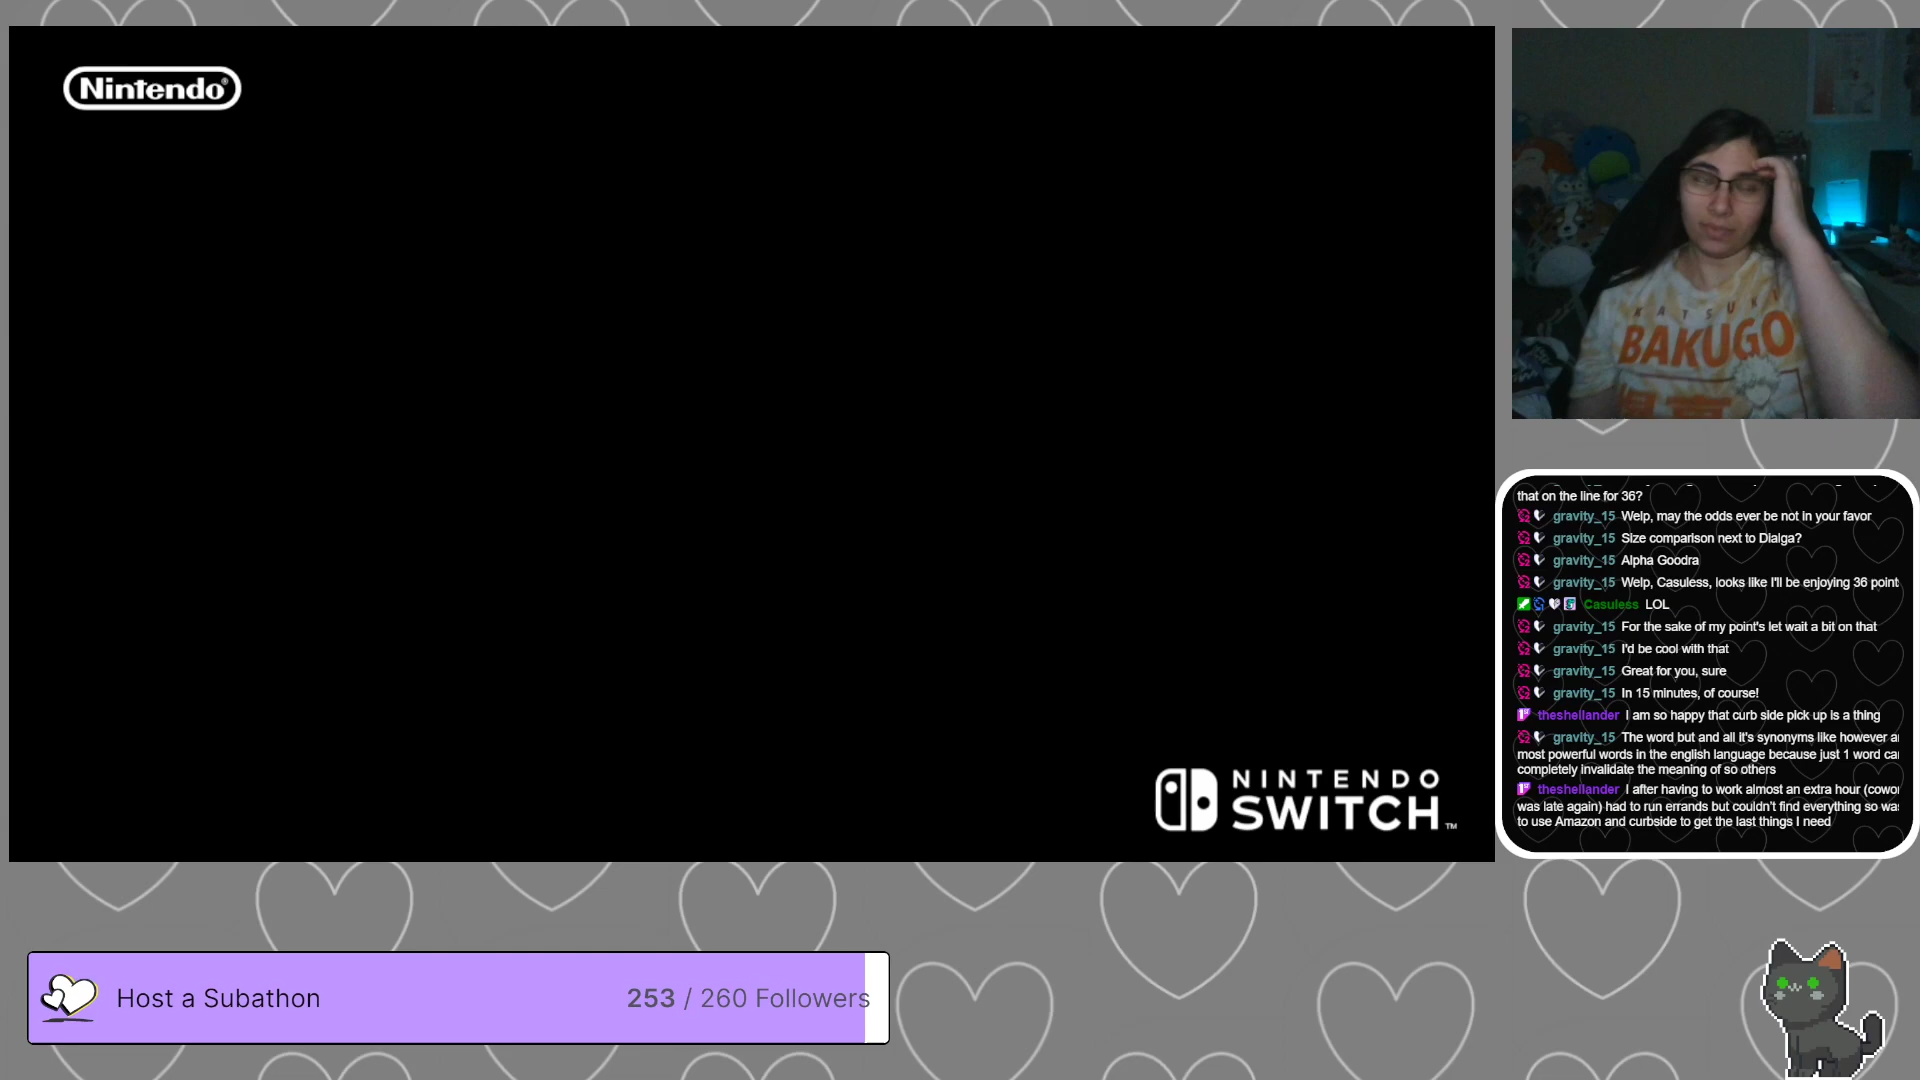 Nintendo®
NINTENDO
SWITCH™
KATSUKI
BAKUGO
that on the line for 36?
gravity_15 Welp, may the odds ever be not in your favor
gravity_15 Size comparison next to Dialga?
gravity_15 Alpha Goodra
gravity_15 Welp, Casuless, looks like I'll be enjoying 36 point
Casuless LOL
gravity_15 For the sake of my point's let wait a bit on that
gravity_15 I'd be cool with that
gravity_15 Great for you, sure
gravity_15 In 15 minutes, of course!
theshellander I am so happy that curb side pick up is a thing
gravity_15 The word but and all it's synonyms like however a
most powerful words in the english language because just 1 word ca
completely invalidate the meaning of so others
theshellander I after having to work almost an extra hour (cowo
was late again) had to run errands but couldn't find everything so wa
to use Amazon and curbside to get the last things I need
Host a Subathon
253 / 260 Followers